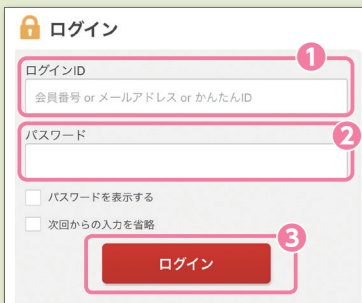 ログイン
1
ログインID
会員番号 or メールアドレス or かんたんID
2
パスワード
パスワードを表示する
次回からの入力を省略
3
ログイン